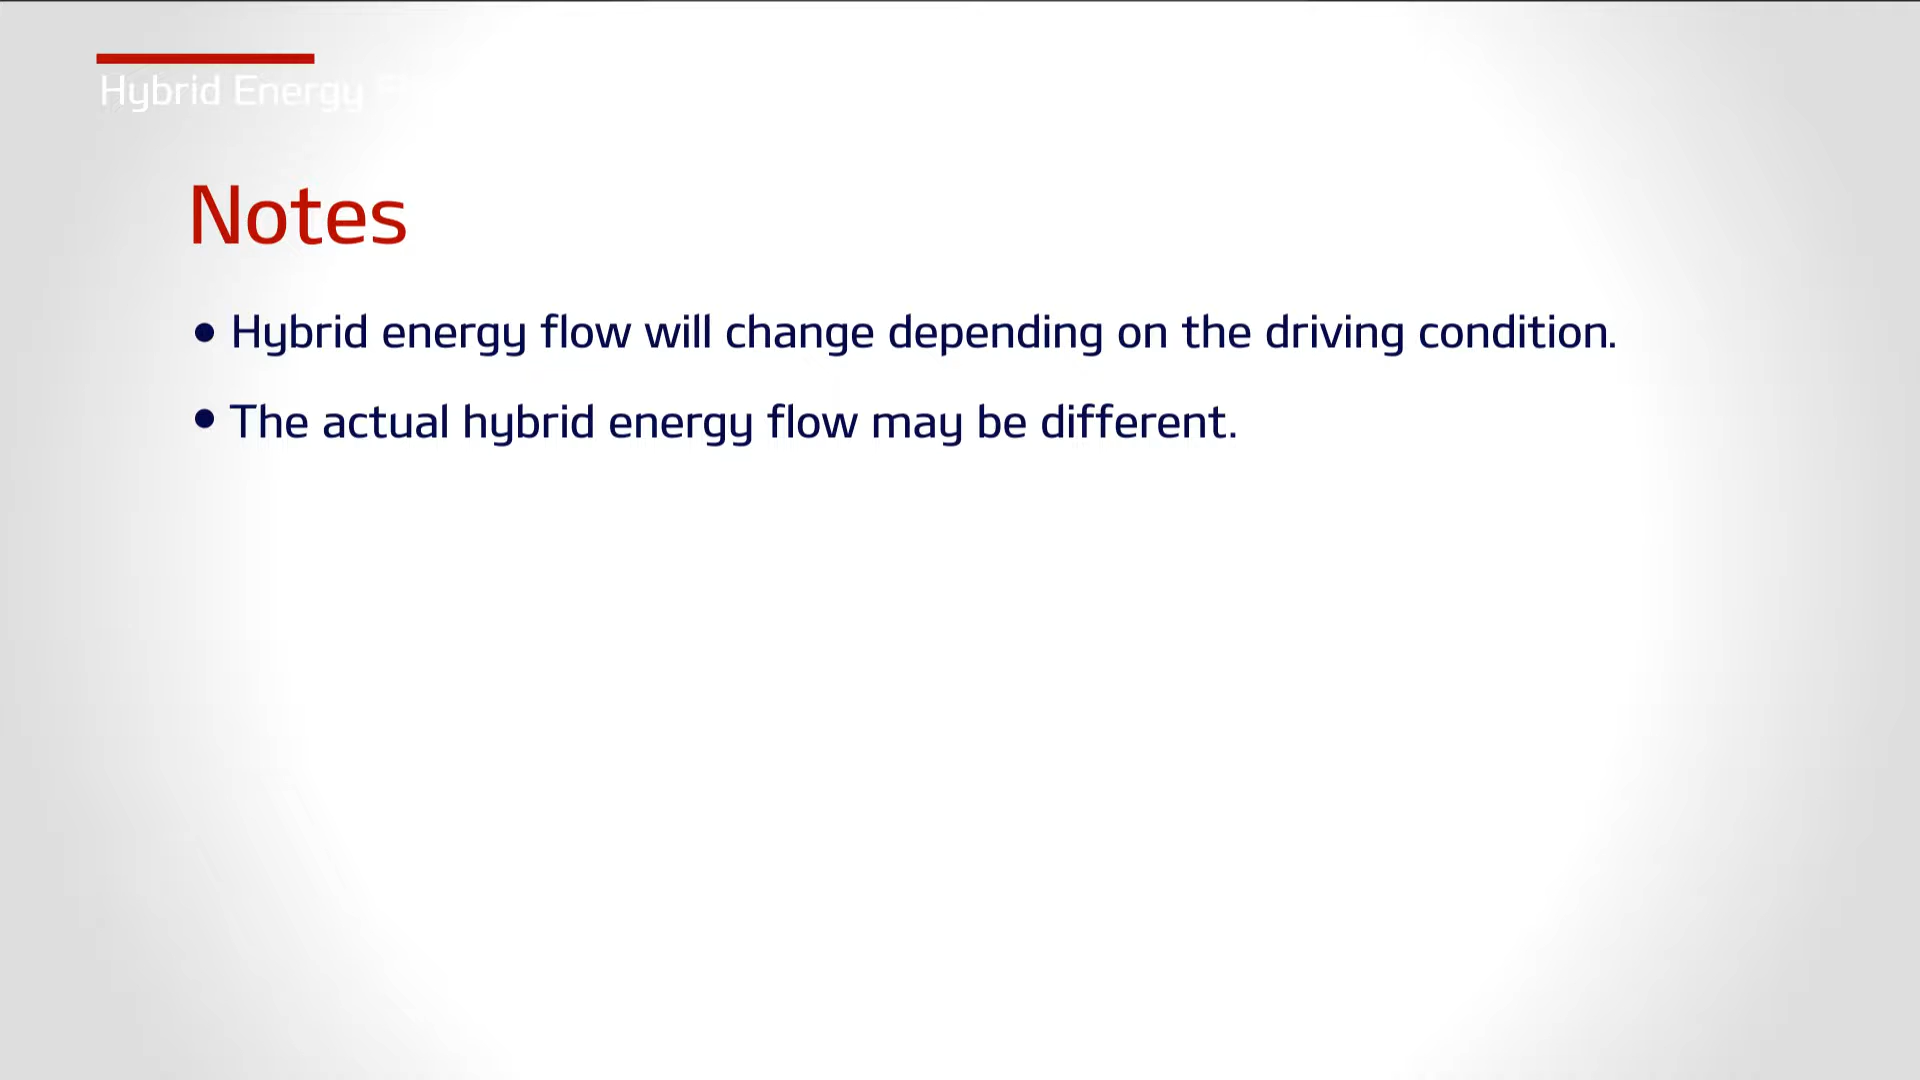 Hybrid Energy
Notes
• Hybrid energy flow will change depending on the driving condition.
• The actual hybrid energy flow may be different.